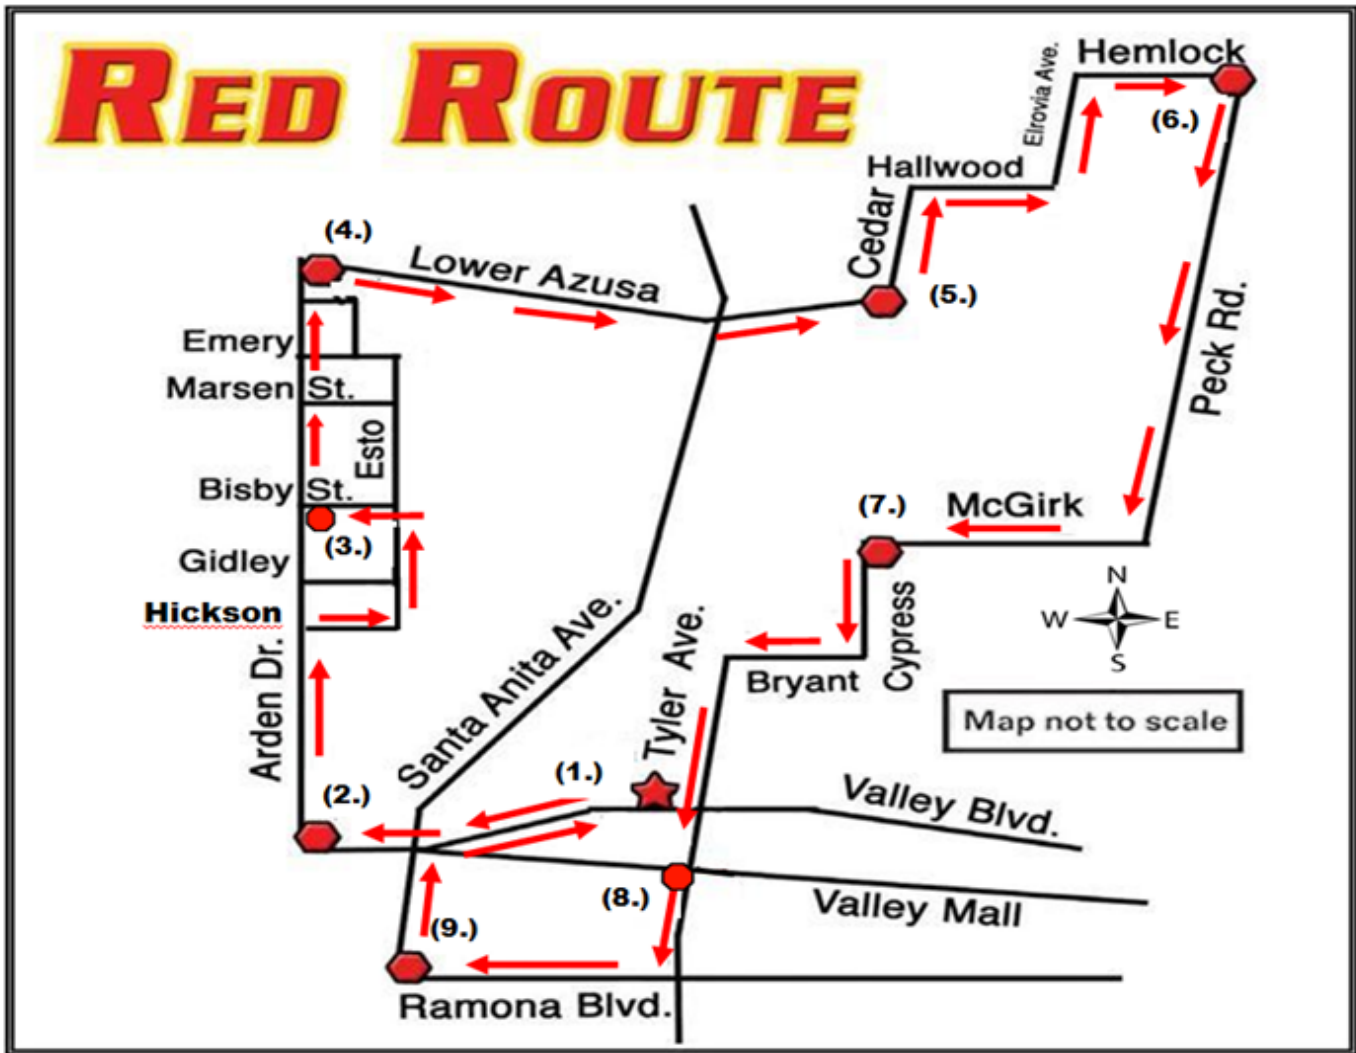 RED ROUTE
Hemlock
Elrovia Ave.
(6.)
Hallwood
Cedar
(4.)
Lower Azusa
(5.)
Emery
Marsen St.
Peck Rd.
Esto
Bisby St.
(7.)
McGirk
(3.)
Gidley
N
W E
S
Hickson
Cypress
Santa Anita Ave.
Tyler Ave.
Arden Dr.
Bryant
Map not to scale
(1.)
(2.)
Valley Blvd.
(8.)
Valley Mall
(9.)
Ramona Blvd.